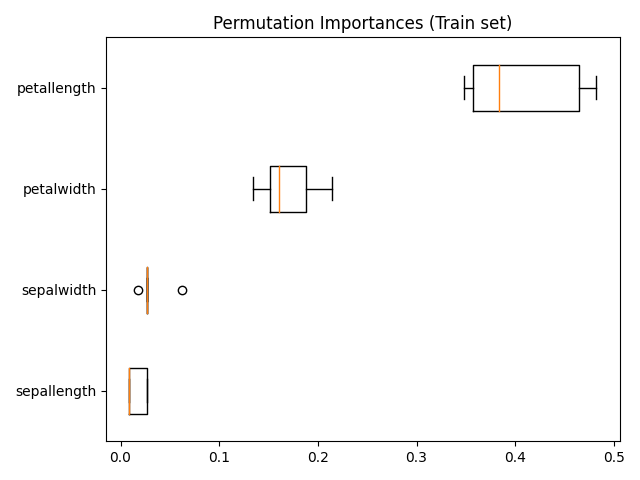 Permutation Importances (Train set)
petallength
petalwidth
sepalwidth
sepallength
0.0 0.1 0.2 0.3 0.4 0.5